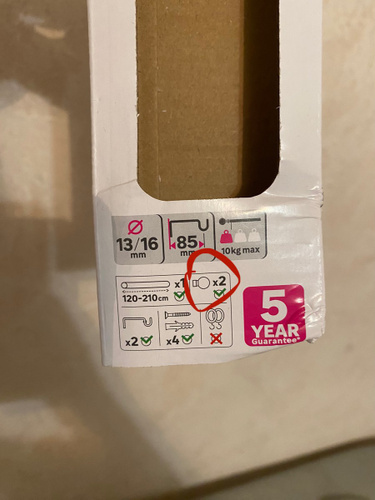 Ø
13/16
mm
85
mm
10kg max
x1
x2
120-210cm
x2
x4
5
YEAR
Guarantee*